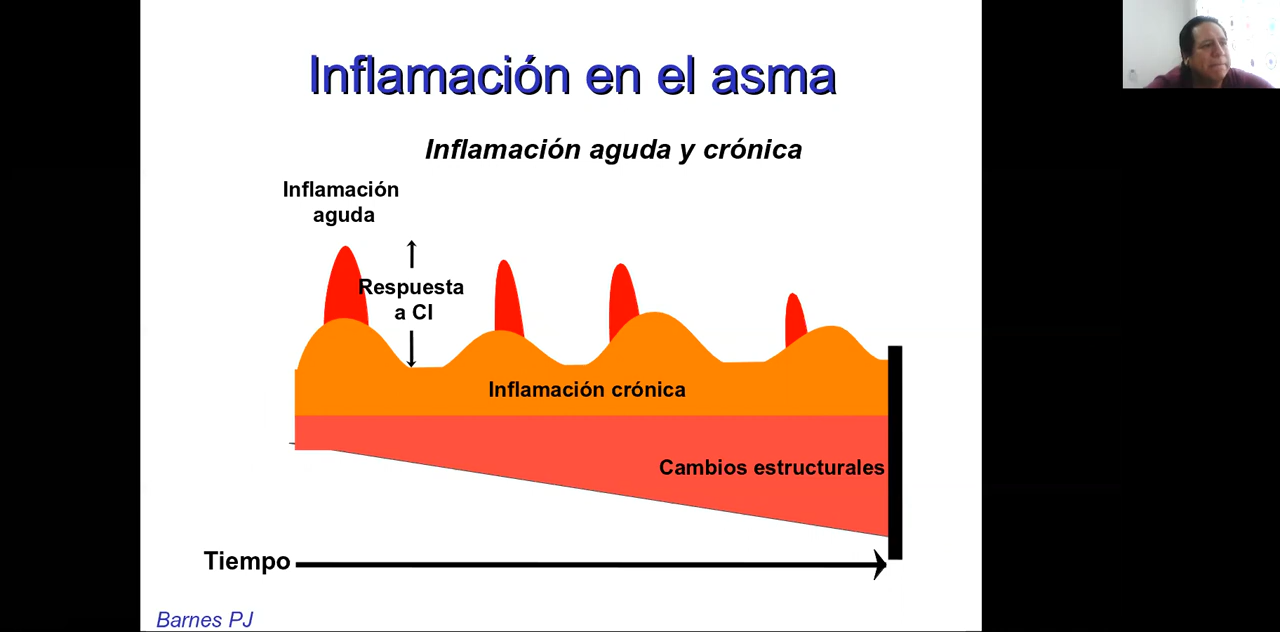 Inflamación en el asma
Inflamación aguda y crónica
Inflamación
aguda
Respuesta
a CI
Inflamación crónica
Cambios estructurales
Tiempo
Barnes PJ